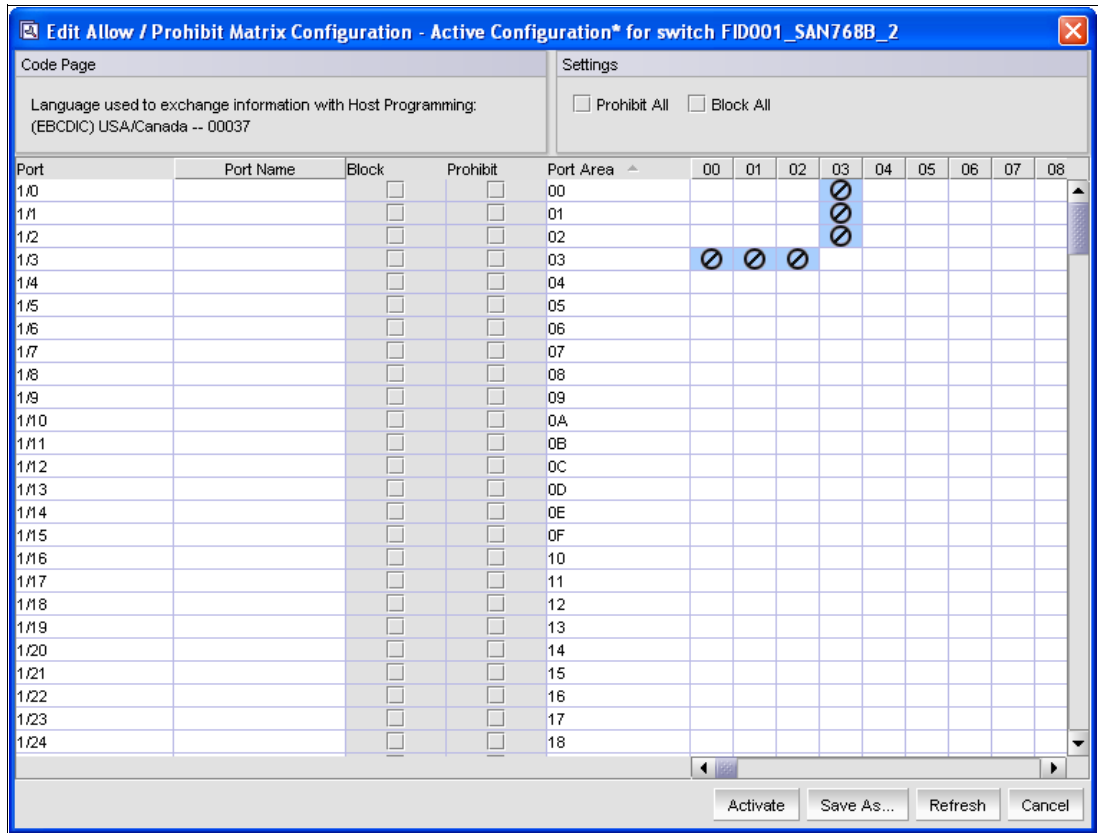 Edit Allow / Prohibit Matrix Configuration - Active Configuration* for switch FID001_SAN768B_2
Code Page
Settings
Language used to exchange information with Host Programming:
(EBCDIC) USA/Canada -- 00037
Prohibit All Block All
Port Port Name Block Prohibit Port Area 00 01 02 03 04 05 06 07 08
1/0 00
1/1 01
1/2 02
1/3 03
1/4 04
1/5 05
1/6 06
1/7 07
1/8 08
1/9 09
1/10 0A
1/11 0B
1/12 0C
1/13 0D
1/14 0E
1/15 0F
1/16 10
1/17 11
1/18 12
1/19 13
1/20 14
1/21 15
1/22 16
1/23 17
1/24 18
Activate Save As... Refresh Cancel